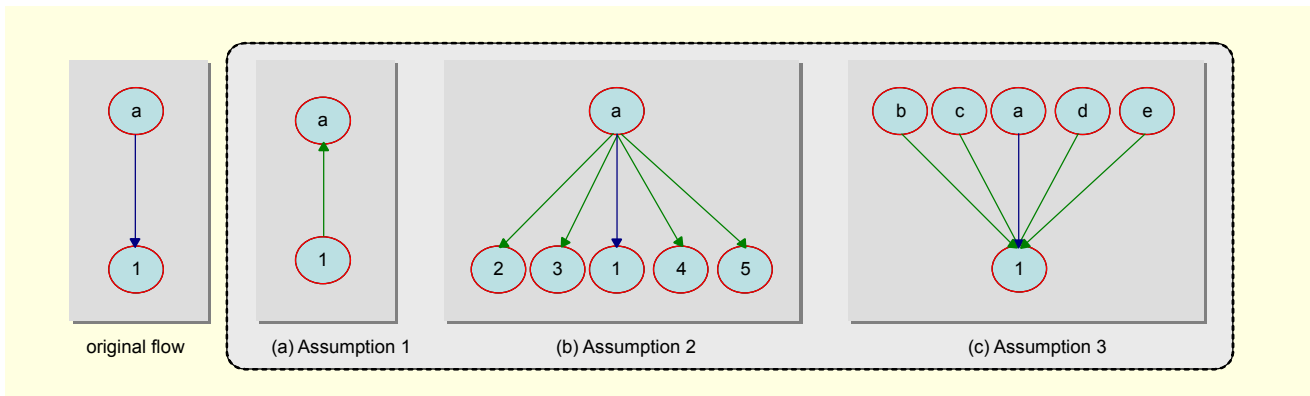 a
1
original flow
a
1
(a) Assumption 1
a
2 3 1 4 5
(b) Assumption 2
b c a d e
1
(c) Assumption 3